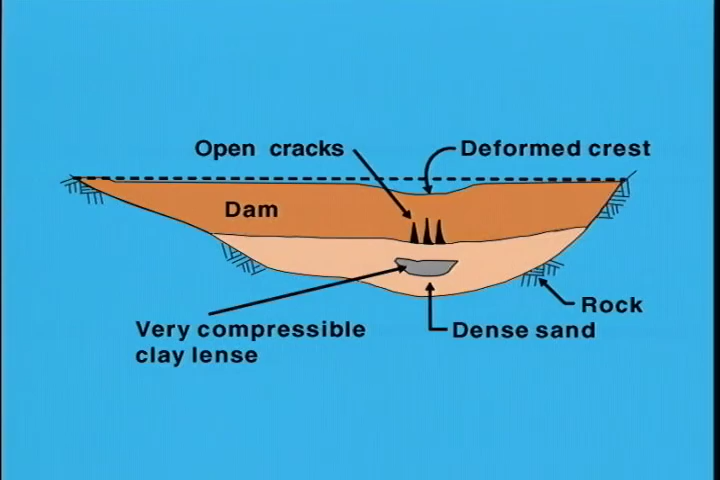 Open cracks
Deformed crest
Dam
Rock
Very compressible
clay lense
Dense sand